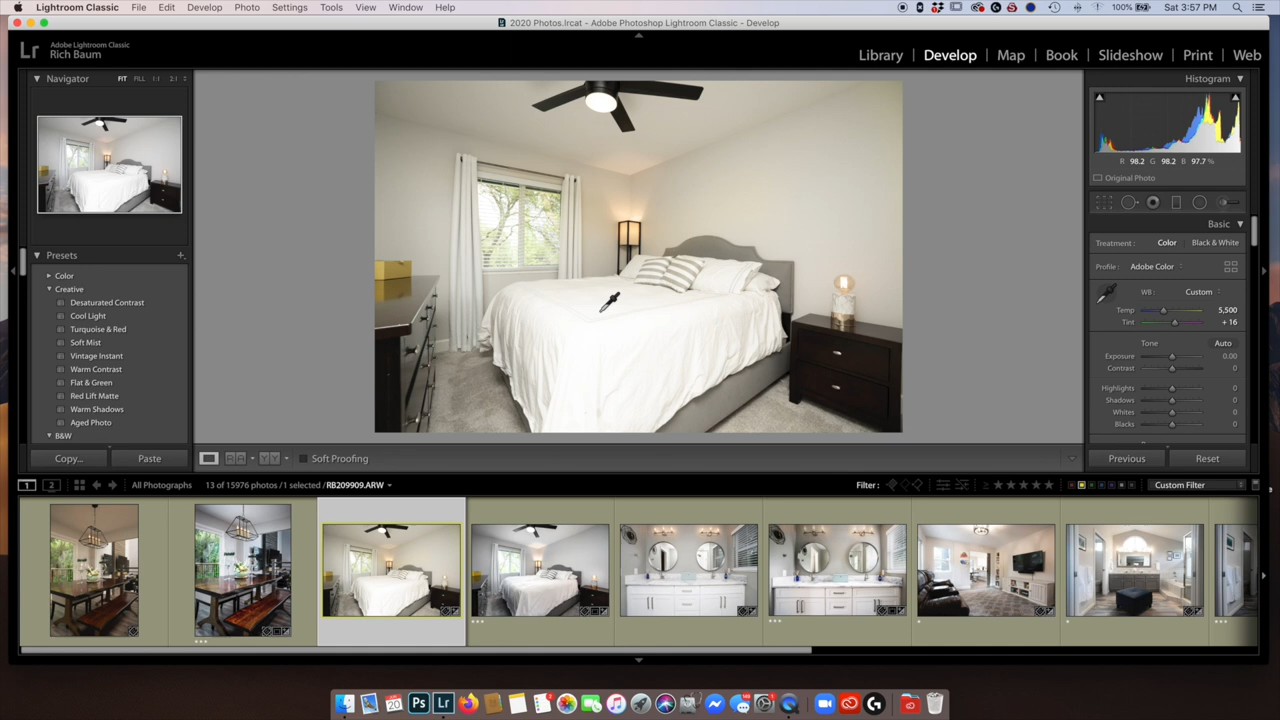 Lightroom Classic File Edit Develop Photo Settings Tools View Window Help 100% Sat 3:57 PM
2020 Photos.lrcat - Adobe Photoshop Lightroom Classic - Develop
Lr Adobe Lightroom Classic
Rich Baum
Library | Develop | Map | Book | Slideshow | Print | Web
Navigator FIT FILL 1:1 2:1
Histogram
R 98.2 G 98.2 B 97.7 %
Original Photo
Basic
Treatment: Color Black & White
Profile: Adobe Color
WB: Custom
Temp 5,500
Tint + 16
Tone Auto
Exposure 0.00
Contrast 0
Highlights 0
Shadows 0
Whites 0
Blacks 0
Previous Reset
Presets +
Color
Creative
Desaturated Contrast
Cool Light
Turquoise & Red
Soft Mist
Vintage Instant
Warm Contrast
Flat & Green
Red Lift Matte
Warm Shadows
Aged Photo
B&W
Copy... Paste
Soft Proofing
1 2 All Photographs 13 of 15976 photos / 1 selected / RB209909.ARW
Filter: Custom Filter
20
Ps Lr